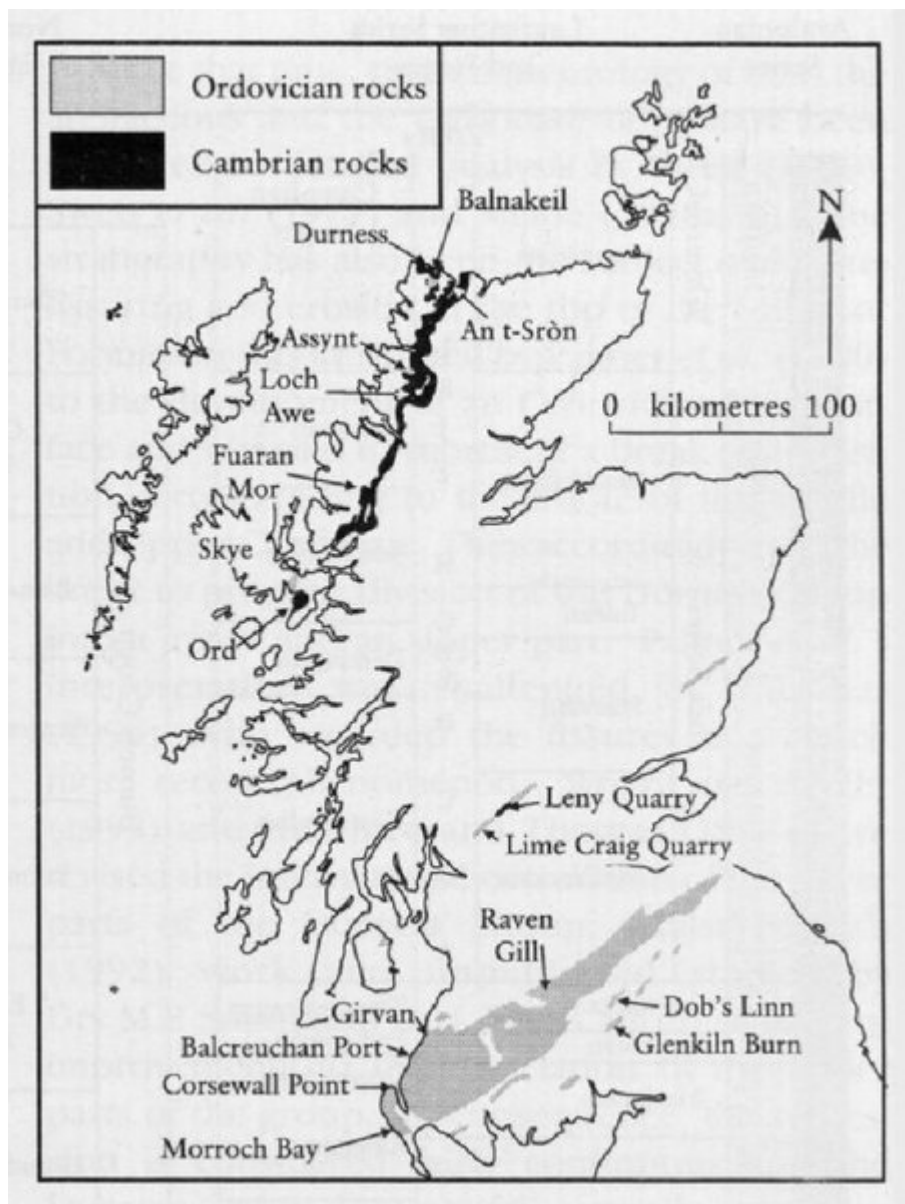 Ordovician rocks
Cambrian rocks
Balnakeil
Durness
N
An t-Sròn
Assynt
Loch
Awe
0 kilometres 100
Fuaran
Mor
Skye
Ord
Leny Quarry
Lime Craig Quarry
Raven
Gill
Girvan
Dob's Linn
Balcreuchan Port
Glenkiln Burn
Corsewall Point
Morroch Bay